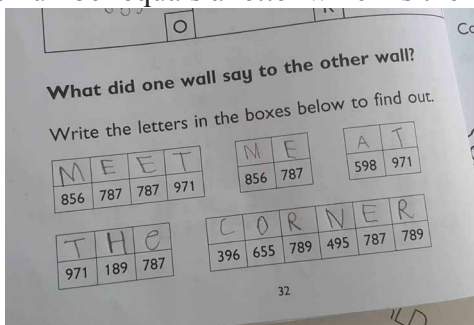 O
What did one wall say to the other wall?
Write the letters in the boxes below to find out.
M E E T M E A T
856 787 787 971 856 787 598 971
T H e C O R N E R
971 189 787 396 655 789 495 787 789
32